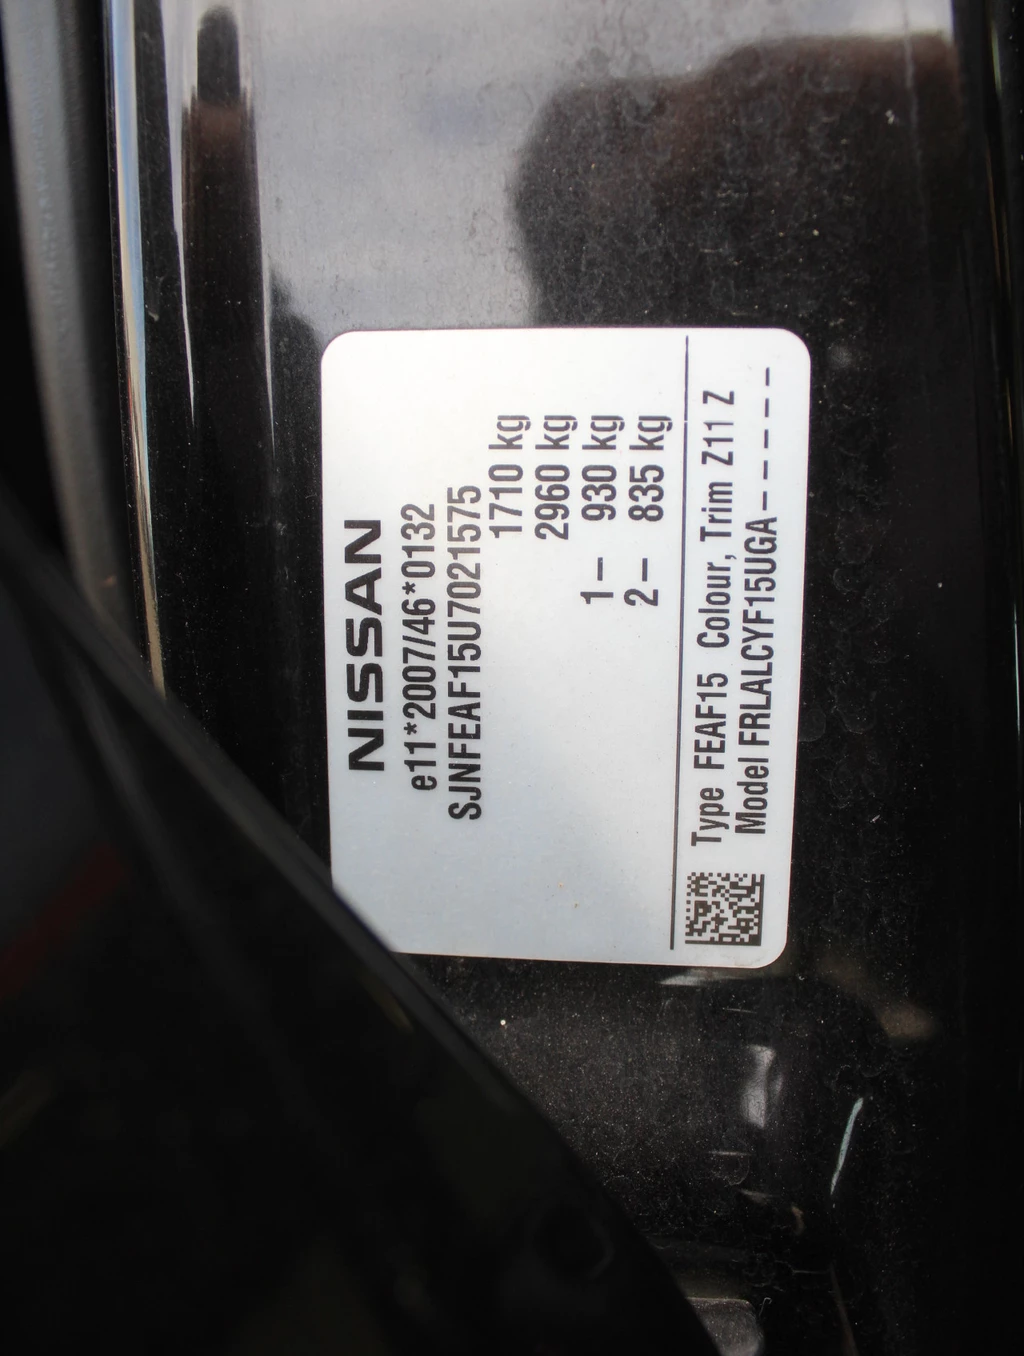 NISSAN
e11*2007/46*0132
SJNFEAF15U7021575
1710 kg
2960 kg
1– 930 kg
2– 835 kg
Type FEAF15 Colour, Trim Z11 Z
Model FRLALCYF15UGA------